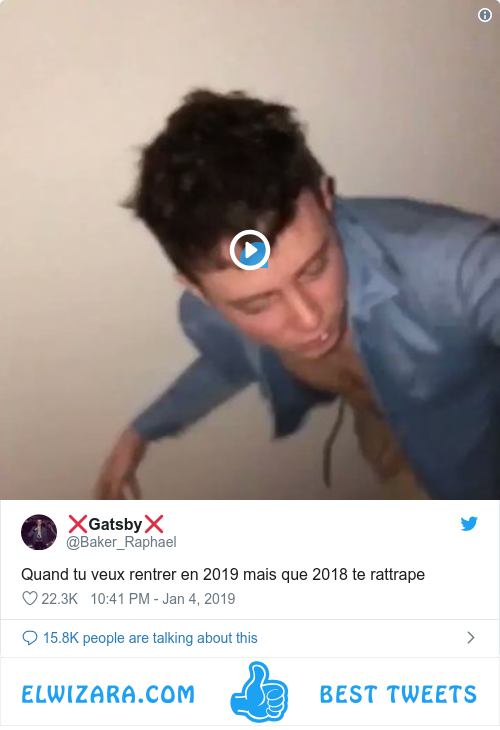 ❌Gatsby❌
@Baker_Raphael
Quand tu veux rentrer en 2019 mais que 2018 te rattrape
22.3K 10:41 PM - Jan 4, 2019
15.8K people are talking about this
ELWIZARA.COM BEST TWEETS